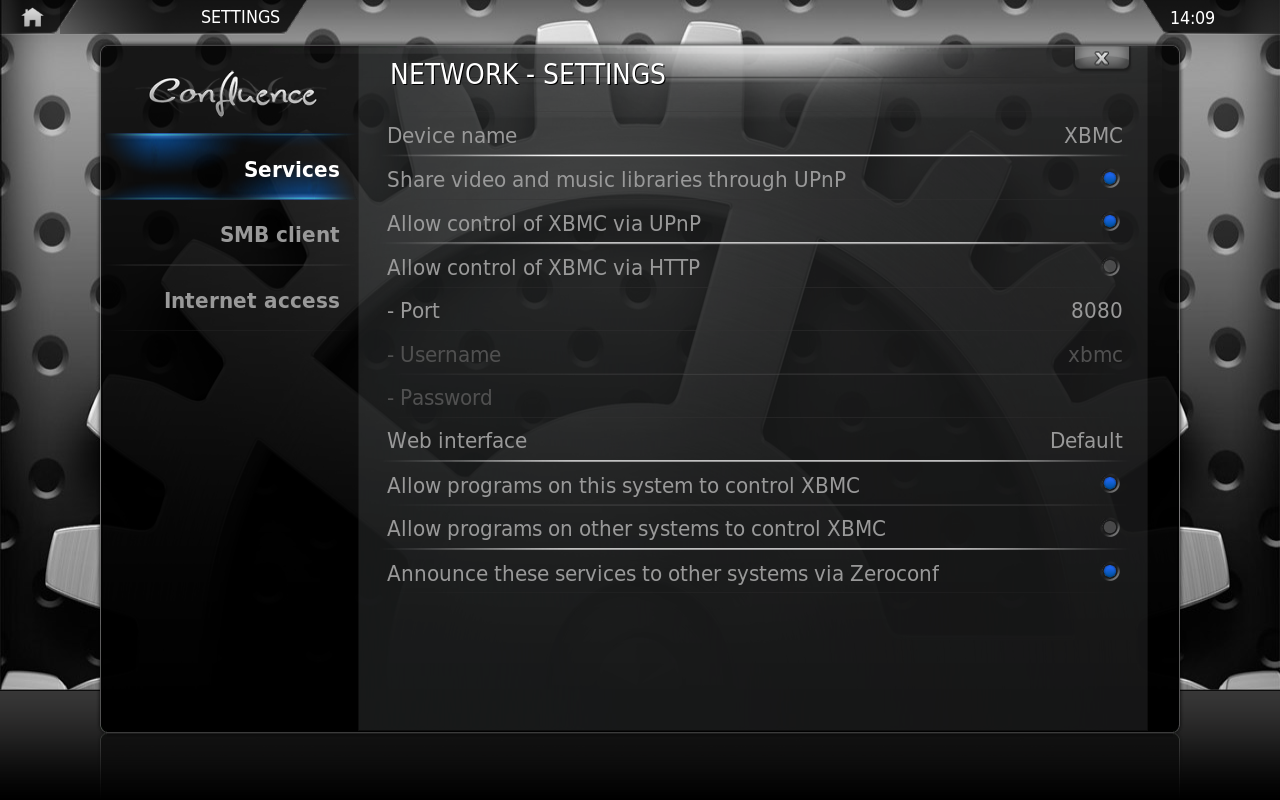 SETTINGS
14:09
Confluence
NETWORK - SETTINGS
X
Services
SMB client
Internet access
Device name XBMC
Share video and music libraries through UPnP
Allow control of XBMC via UPnP
Allow control of XBMC via HTTP
- Port 8080
- Username xbmc
- Password
Web interface Default
Allow programs on this system to control XBMC
Allow programs on other systems to control XBMC
Announce these services to other systems via Zeroconf